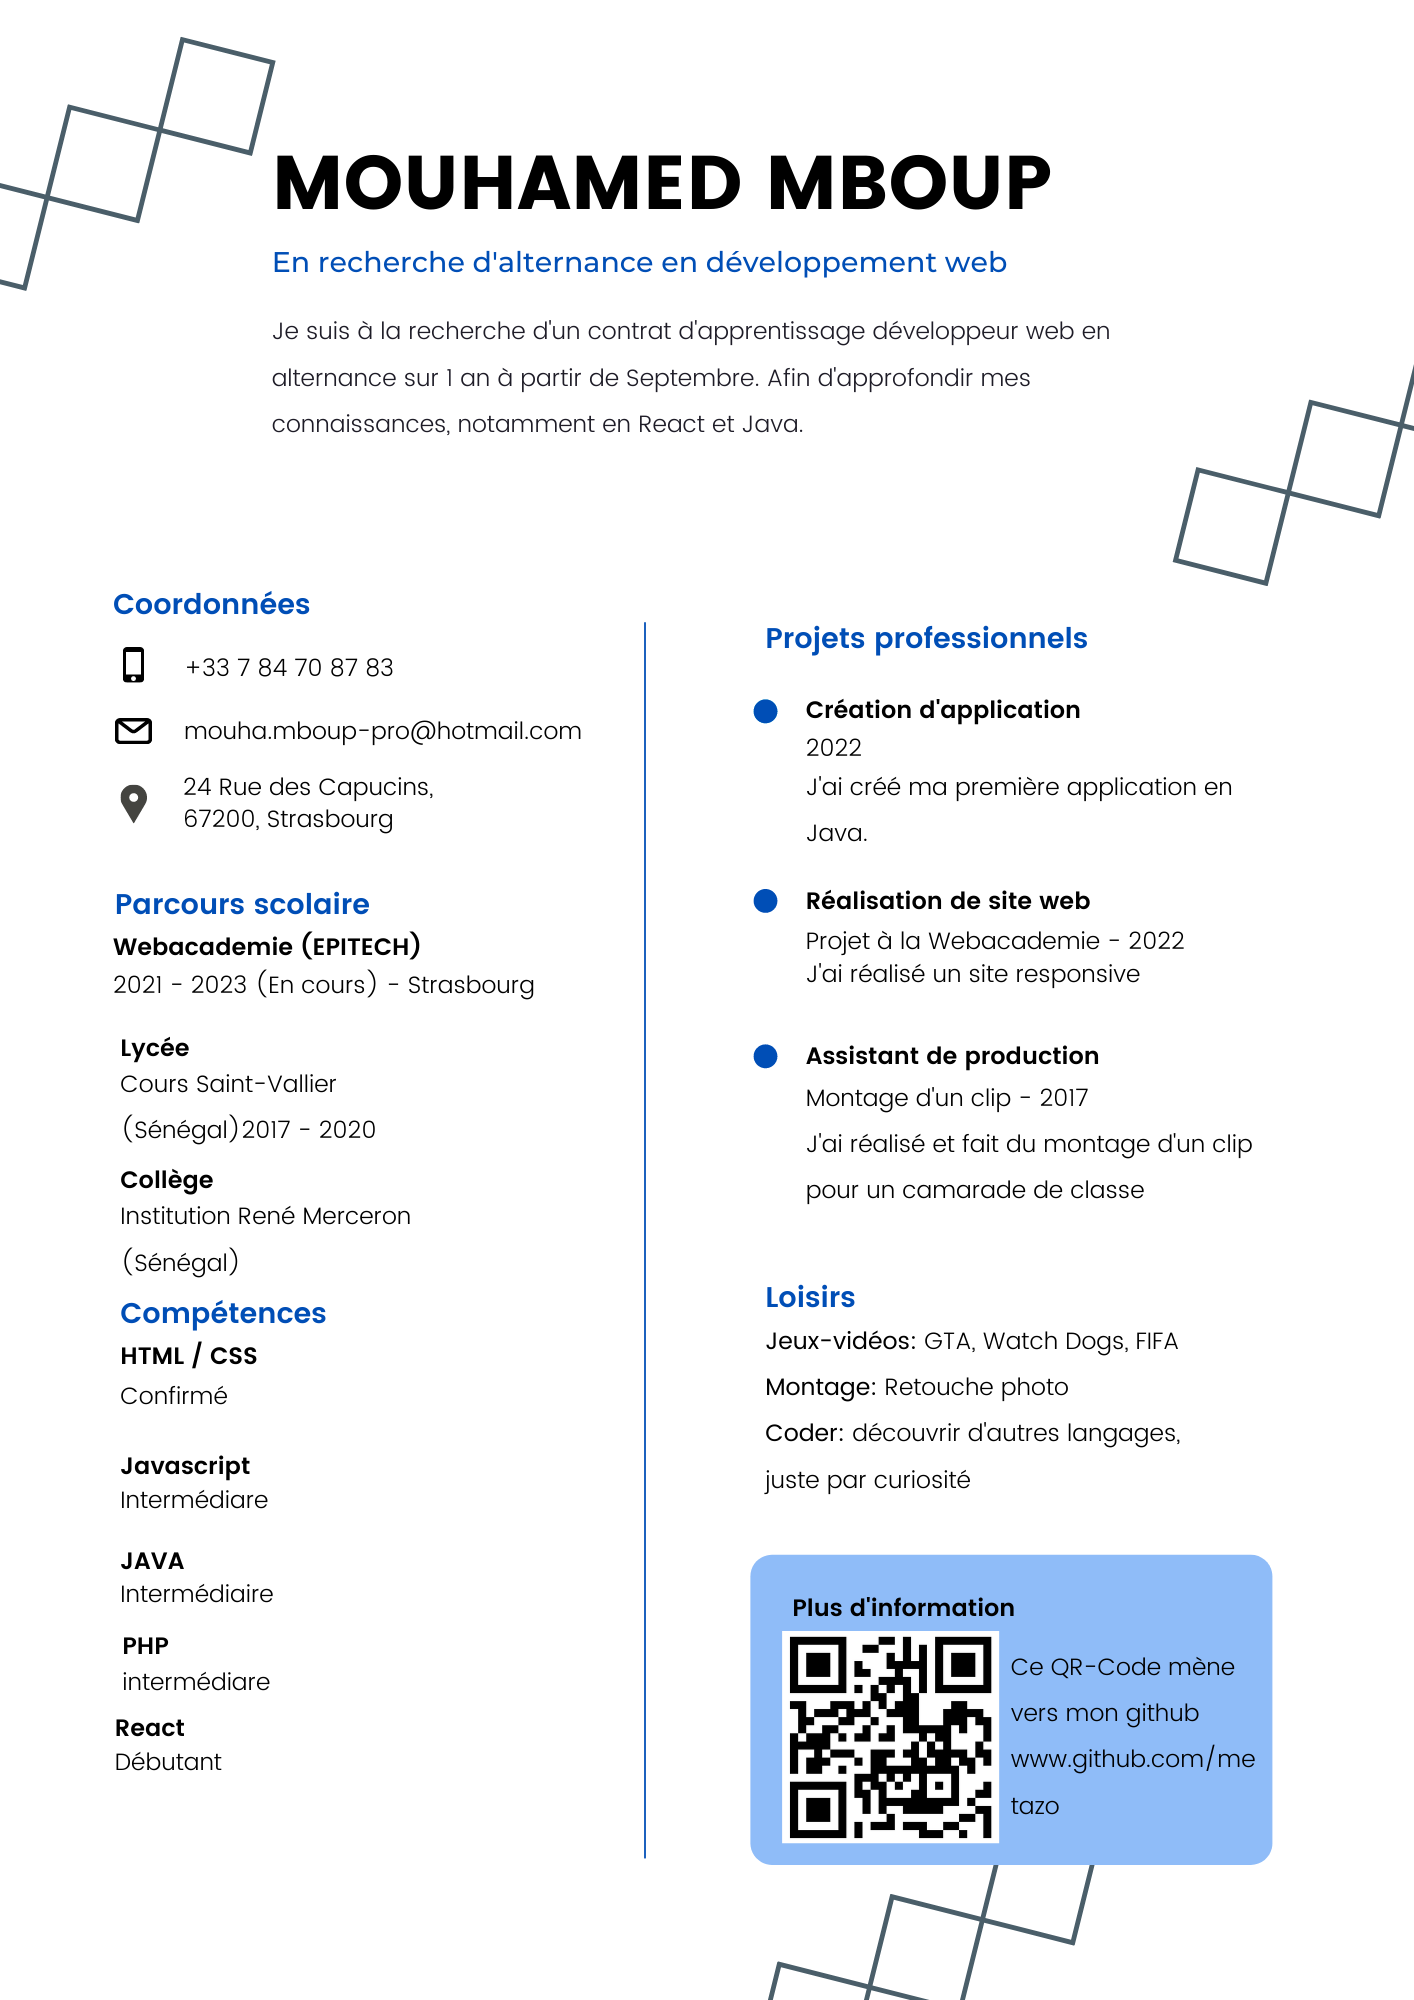 MOUHAMED MBOUP
En recherche d'alternance en développement web
Je suis à la recherche d'un contrat d'apprentissage développeur web en
alternance sur 1 an à partir de Septembre. Afin d'approfondir mes
connaissances, notamment en React et Java.
Coordonnées
+33 7 84 70 87 83
mouha.mboup-pro@hotmail.com
24 Rue des Capucins,
67200, Strasbourg
Parcours scolaire
Webacademie (EPITECH)
2021 - 2023 (En cours) - Strasbourg
Lycée
Cours Saint-Vallier
(Sénégal)2017 - 2020
Collège
Institution René Merceron
(Sénégal)
Compétences
HTML / CSS
Confirmé
Javascript
Intermédiare
JAVA
Intermédiaire
PHP
intermédiare
React
Débutant
Projets professionnels
Création d'application
2022
J'ai créé ma première application en
Java.
Réalisation de site web
Projet à la Webacademie - 2022
J'ai réalisé un site responsive
Assistant de production
Montage d'un clip - 2017
J'ai réalisé et fait du montage d'un clip
pour un camarade de classe
Loisirs
Jeux-vidéos: GTA, Watch Dogs, FIFA
Montage: Retouche photo
Coder: découvrir d'autres langages,
juste par curiosité
Plus d'information
Ce QR-Code mène
vers mon github
www.github.com/me
tazo